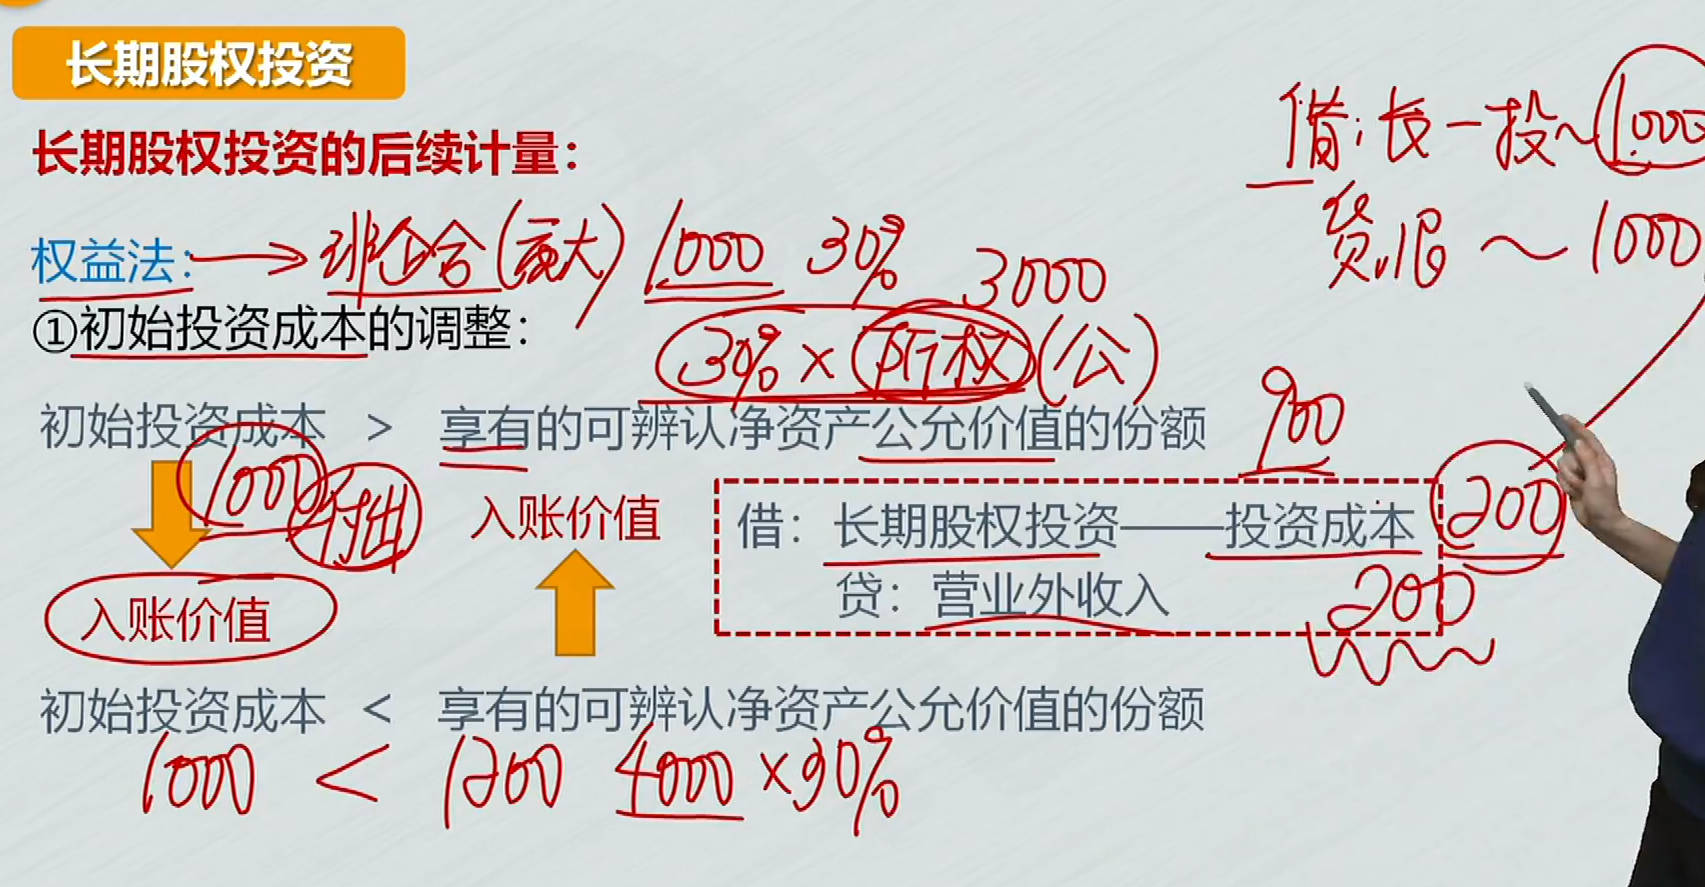 长期股权投资
长期股权投资的后续计量：
借：长一投~1000
贷：银~1000
权益法：→非企合(重大) 1000 30% 3000
①初始投资成本的调整：
30%×所权(公)
初始投资成本 > 享有的可辨认净资产公允价值的份额
900
1000
入账价值
入账价值
借：长期股权投资——投资成本 200
贷：营业外收入 200
初始投资成本 < 享有的可辨认净资产公允价值的份额
1000 < 1200 4000×30%